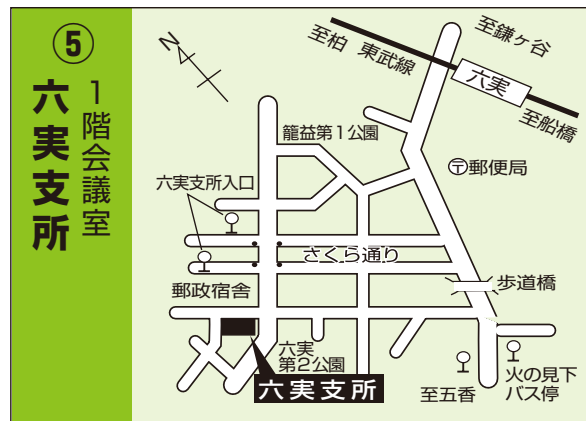 ⑤
1階会議室
六実支所
N
至柏
東武線
至鎌ヶ谷
六実
至船橋
籠益第1公園
〒郵便局
六実支所入口
さくら通り
歩道橋
郵政宿舎
六実
第2公園
六実支所
至五香
火の見下
バス停